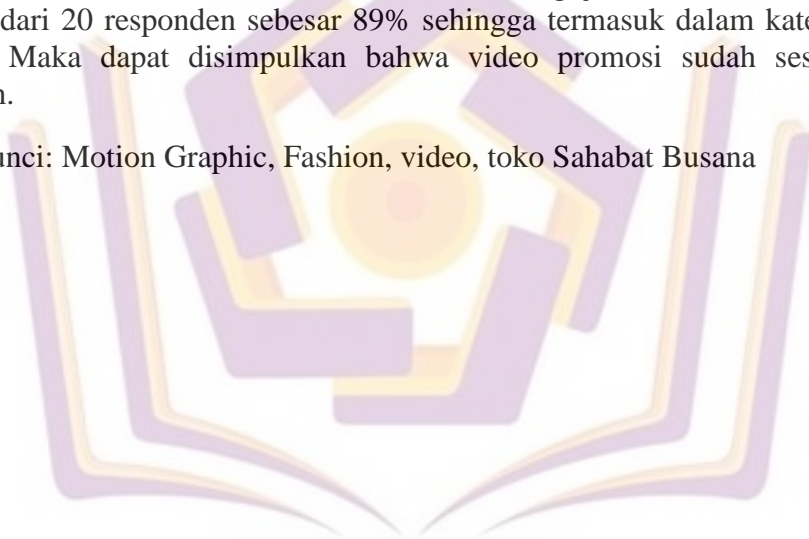 dari 20 responden sebesar 89% sehingga termasuk dalam kate
Maka dapat disimpulkan bahwa video promosi sudah ses
n.
unci: Motion Graphic, Fashion, video, toko Sahabat Busana